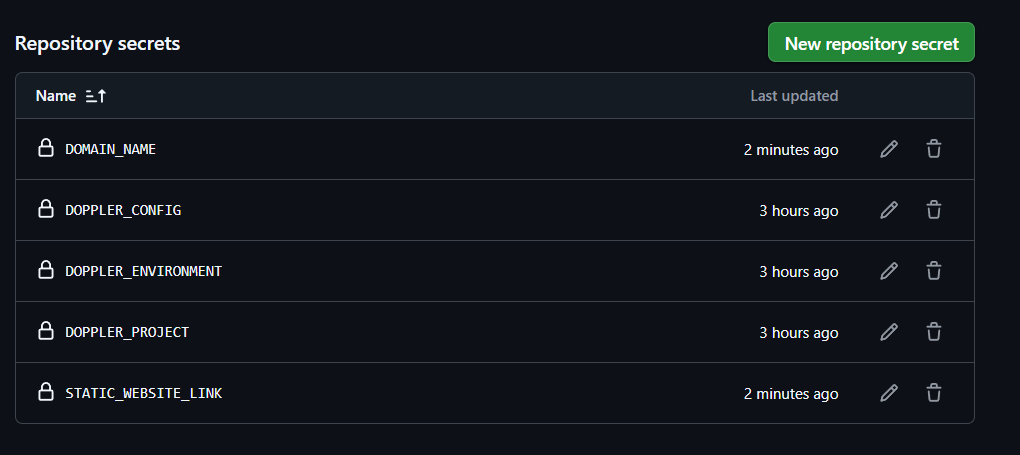 Repository secrets
New repository secret
Name Last updated
DOMAIN_NAME 2 minutes ago
DOPPLER_CONFIG 3 hours ago
DOPPLER_ENVIRONMENT 3 hours ago
DOPPLER_PROJECT 3 hours ago
STATIC_WEBSITE_LINK 2 minutes ago